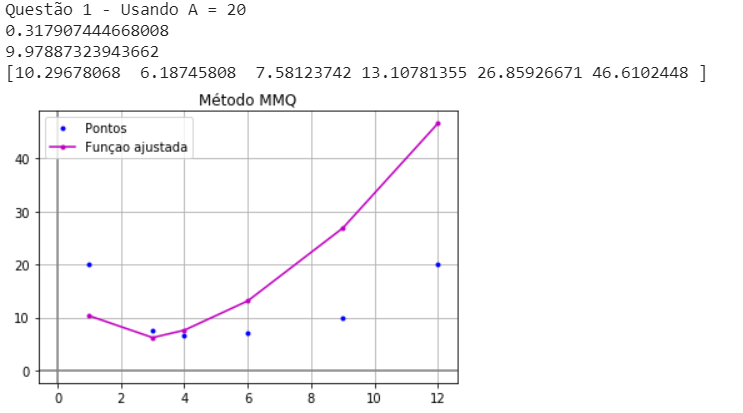 Questão 1 - Usando A = 20
0.317907444668008
9.97887323943662
[10.29678068  6.18745808  7.58123742 13.10781355 26.85926671 46.6102448 ]
Método MMQ
Pontos
Funçao ajustada
40
30
20
10
0
0 2 4 6 8 10 12